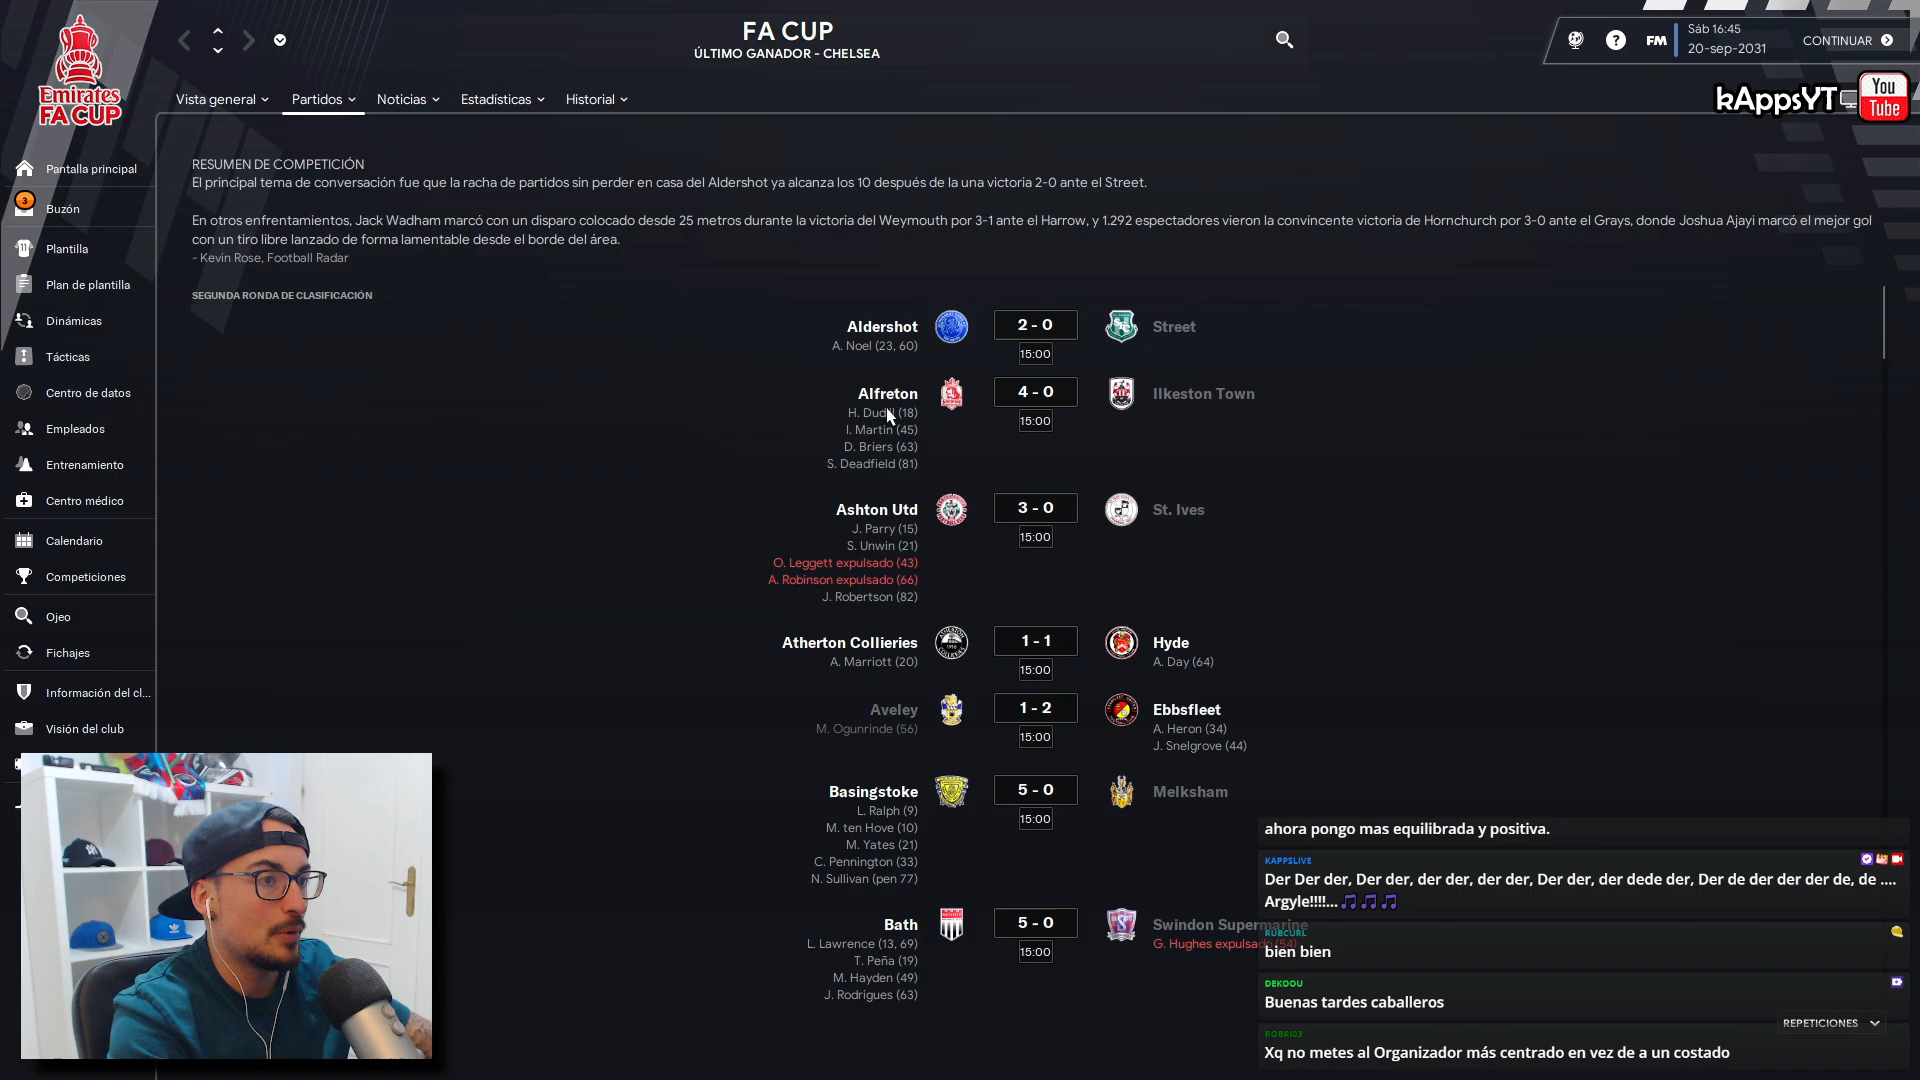 Emirates
FA CUP
FA CUP
ÚLTIMO GANADOR - CHELSEA
FM
Sáb 16:45
20-sep-2031
CONTINUAR
kAppsYT
You
Tube
Vista general
Partidos
Noticias
Estadísticas
Historial
Pantalla principal
3
Buzón
Plantilla
Plan de plantilla
Dinámicas
Tácticas
Centro de datos
Empleados
Entrenamiento
Centro médico
Calendario
Competiciones
Ojeo
Fichajes
Información del cl...
Visión del club
RESUMEN DE COMPETICIÓN
El principal tema de conversación fue que la racha de partidos sin perder en casa del Aldershot ya alcanza los 10 después de la una victoria 2-0 ante el Street.
En otros enfrentamientos, Jack Wadham marcó con un disparo colocado desde 25 metros durante la victoria del Weymouth por 3-1 ante el Harrow, y 1.292 espectadores vieron la convincente victoria de Hornchurch por 3-0 ante el Grays, donde Joshua Ajayi marcó el mejor gol
con un tiro libre lanzado de forma lamentable desde el borde del área.
- Kevin Rose, Football Radar
SEGUNDA RONDA DE CLASIFICACIÓN
Aldershot 2 - 0 Street
A. Noel (23, 60)
15:00
Alfreton 4 - 0 Ilkeston Town
H. (18)
15:00
I. Martin (45)
D. Briers (63)
S. Deadfield (81)
Ashton Utd 3 - 0 St. Ives
J. Parry (15)
15:00
S. Unwin (21)
O. Leggett expulsado (43)
A. Robinson expulsado (66)
J. Robertson (82)
Atherton Collieries 1 - 1 Hyde
A. Marriott (20) A. Day (64)
15:00
Aveley 1 - 2 Ebbsfleet
M. Ogunrinde (56) A. Heron (34)
15:00 J. Snelgrove (44)
Basingstoke 5 - 0 Melksham
L. Ralph (9)
15:00
M. ten Hove (10)
M. Yates (21)
C. Pennington (33)
N. Sullivan (pen 77)
Bath 5 - 0 Swindon Supermarine
L. Lawrence (13, 69) G. Hughes expulsado (54)
15:00
T. Peña (19)
M. Hayden (49)
J. Rodrigues (63)
ahora pongo mas equilibrada y positiva.
KAPPSLIVE
Der Der der, Der der, der der, der der, Der der, der dede der, Der de der der der de, de ....
Argyle!!!!...
RUBCURL
bien bien
DEKOOU
Buenas tardes caballeros
REPETICIONES
ROBRI03
Xq no metes al Organizador más centrado en vez de a un costado